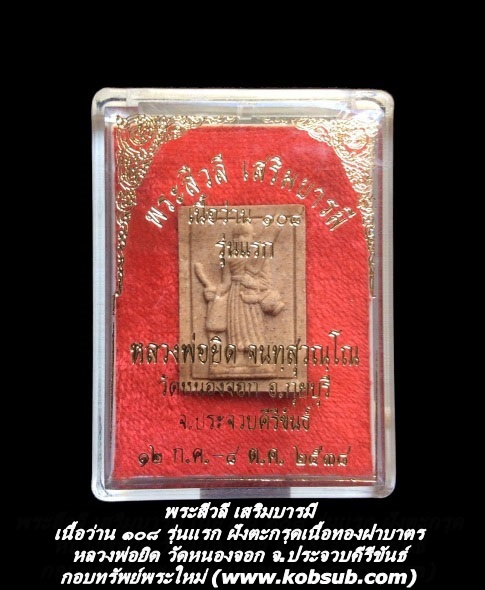 พระสีวลี เสริมบารมี
เนื้อว่าน ๑๐๘
รุ่นแรก
หลวงพ่อยิด จนฺทสุวณฺโณ
วัดหนองจอก อ.กุยบุรี
จ.ประจวบคีรีขันธ์
๑๒ ก.ค.-๘ ต.ค. ๒๕๓๘
พระสีวลี เสริมบารมี
เนื้อว่าน ๑๐๘ รุ่นแรก ฝังตะกรุดเนื้อทองฝาบาตร
หลวงพ่อยิด วัดหนองจอก จ.ประจวบคีรีขันธ์
กอบทรัพย์พระใหม่ (www.kobsub.com)